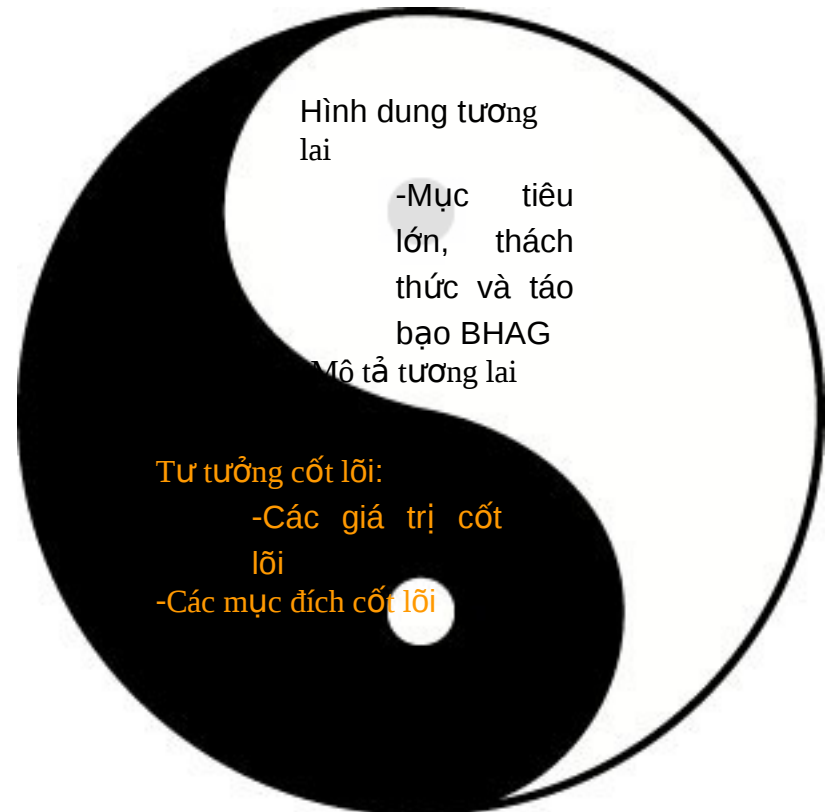 Hình dung tương
lai
-Mục tiêu
lớn, thách
thức và táo
bạo BHAG
Mô tả tương lai
Tư tưởng cốt lõi:
-Các giá trị cốt
lõi
-Các mục đích cốt lõi